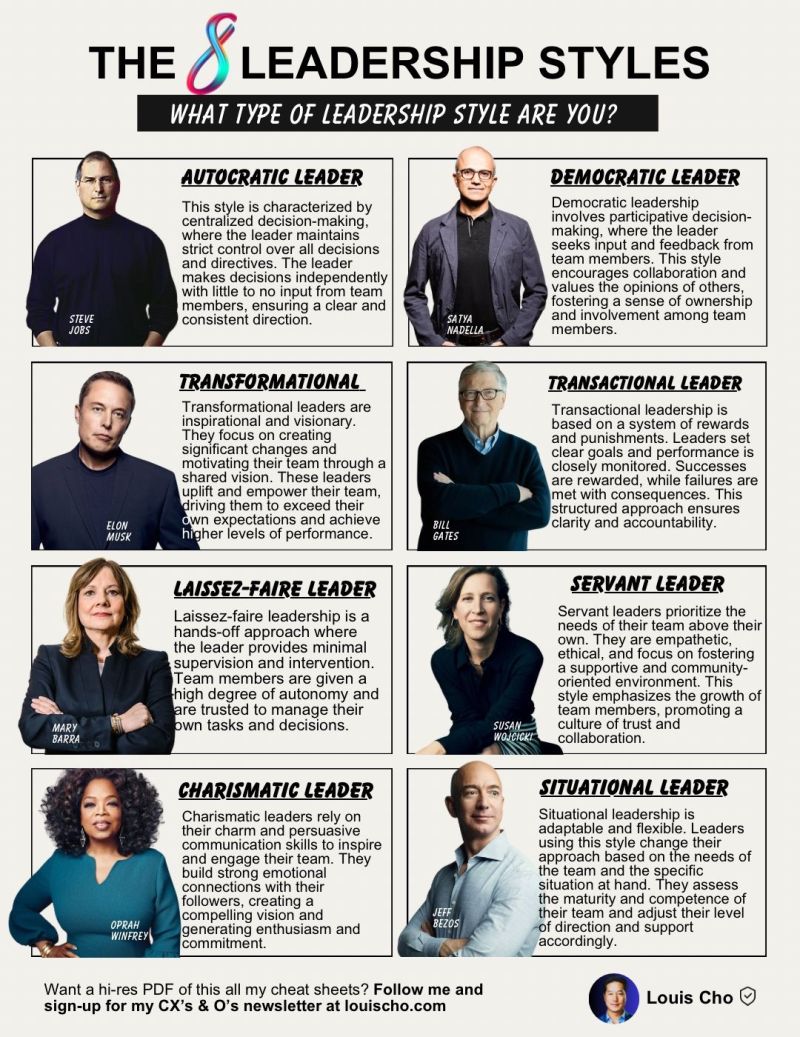 THE 8 LEADERSHIP STYLES
WHAT TYPE OF LEADERSHIP STYLE ARE YOU?
AUTOCRATIC LEADER
This style is characterized by
centralized decision-making,
where the leader maintains
strict control over all decisions
and directives. The leader
makes decisions independently
with little to no input from team
members, ensuring a clear and
consistent direction.
STEVE
JOBS
DEMOCRATIC LEADER
Democratic leadership
involves participative decision-
making, where the leader
seeks input and feedback from
team members. This style
encourages collaboration and
values the opinions of others,
fostering a sense of ownership
and involvement among team
members.
SATYA
NADELLA
TRANSFORMATIONAL
Transformational leaders are
inspirational and visionary.
They focus on creating
significant changes and
motivating their team through a
shared vision. These leaders
uplift and empower their team,
driving them to exceed their
own expectations and achieve
higher levels of performance.
ELON
MUSK
TRANSACTIONAL LEADER
Transactional leadership is
based on a system of rewards
and punishments. Leaders set
clear goals and performance is
closely monitored. Successes
are rewarded, while failures are
met with consequences. This
structured approach ensures
clarity and accountability.
BILL
GATES
LAISSEZ-FAIRE LEADER
Laissez-faire leadership is a
hands-off approach where
the leader provides minimal
supervision and intervention.
Team members are given a
high degree of autonomy and
are trusted to manage their
own tasks and decisions.
MARY
BARRA
SERVANT LEADER
Servant leaders prioritize the
needs of their team above their
own. They are empathetic,
ethical, and focus on fostering
a supportive and community-
oriented environment. This
style emphasizes the growth of
team members, promoting a
culture of trust and
collaboration.
SUSAN
WOJCICKI
CHARISMATIC LEADER
Charismatic leaders rely on
their charm and persuasive
communication skills to inspire
and engage their team. They
build strong emotional
connections with their
followers, creating a
compelling vision and
generating enthusiasm and
commitment.
OPRAH
WINFREY
SITUATIONAL LEADER
Situational leadership is
adaptable and flexible. Leaders
using this style change their
approach based on the needs of
the team and the specific
situation at hand. They assess
the maturity and competence of
their team and adjust their level
of direction and support
accordingly.
JEFF
BEZOS
Want a hi-res PDF of this all my cheat sheets? Follow me and
sign-up for my CX's & O's newsletter at louischo.com
Louis Cho